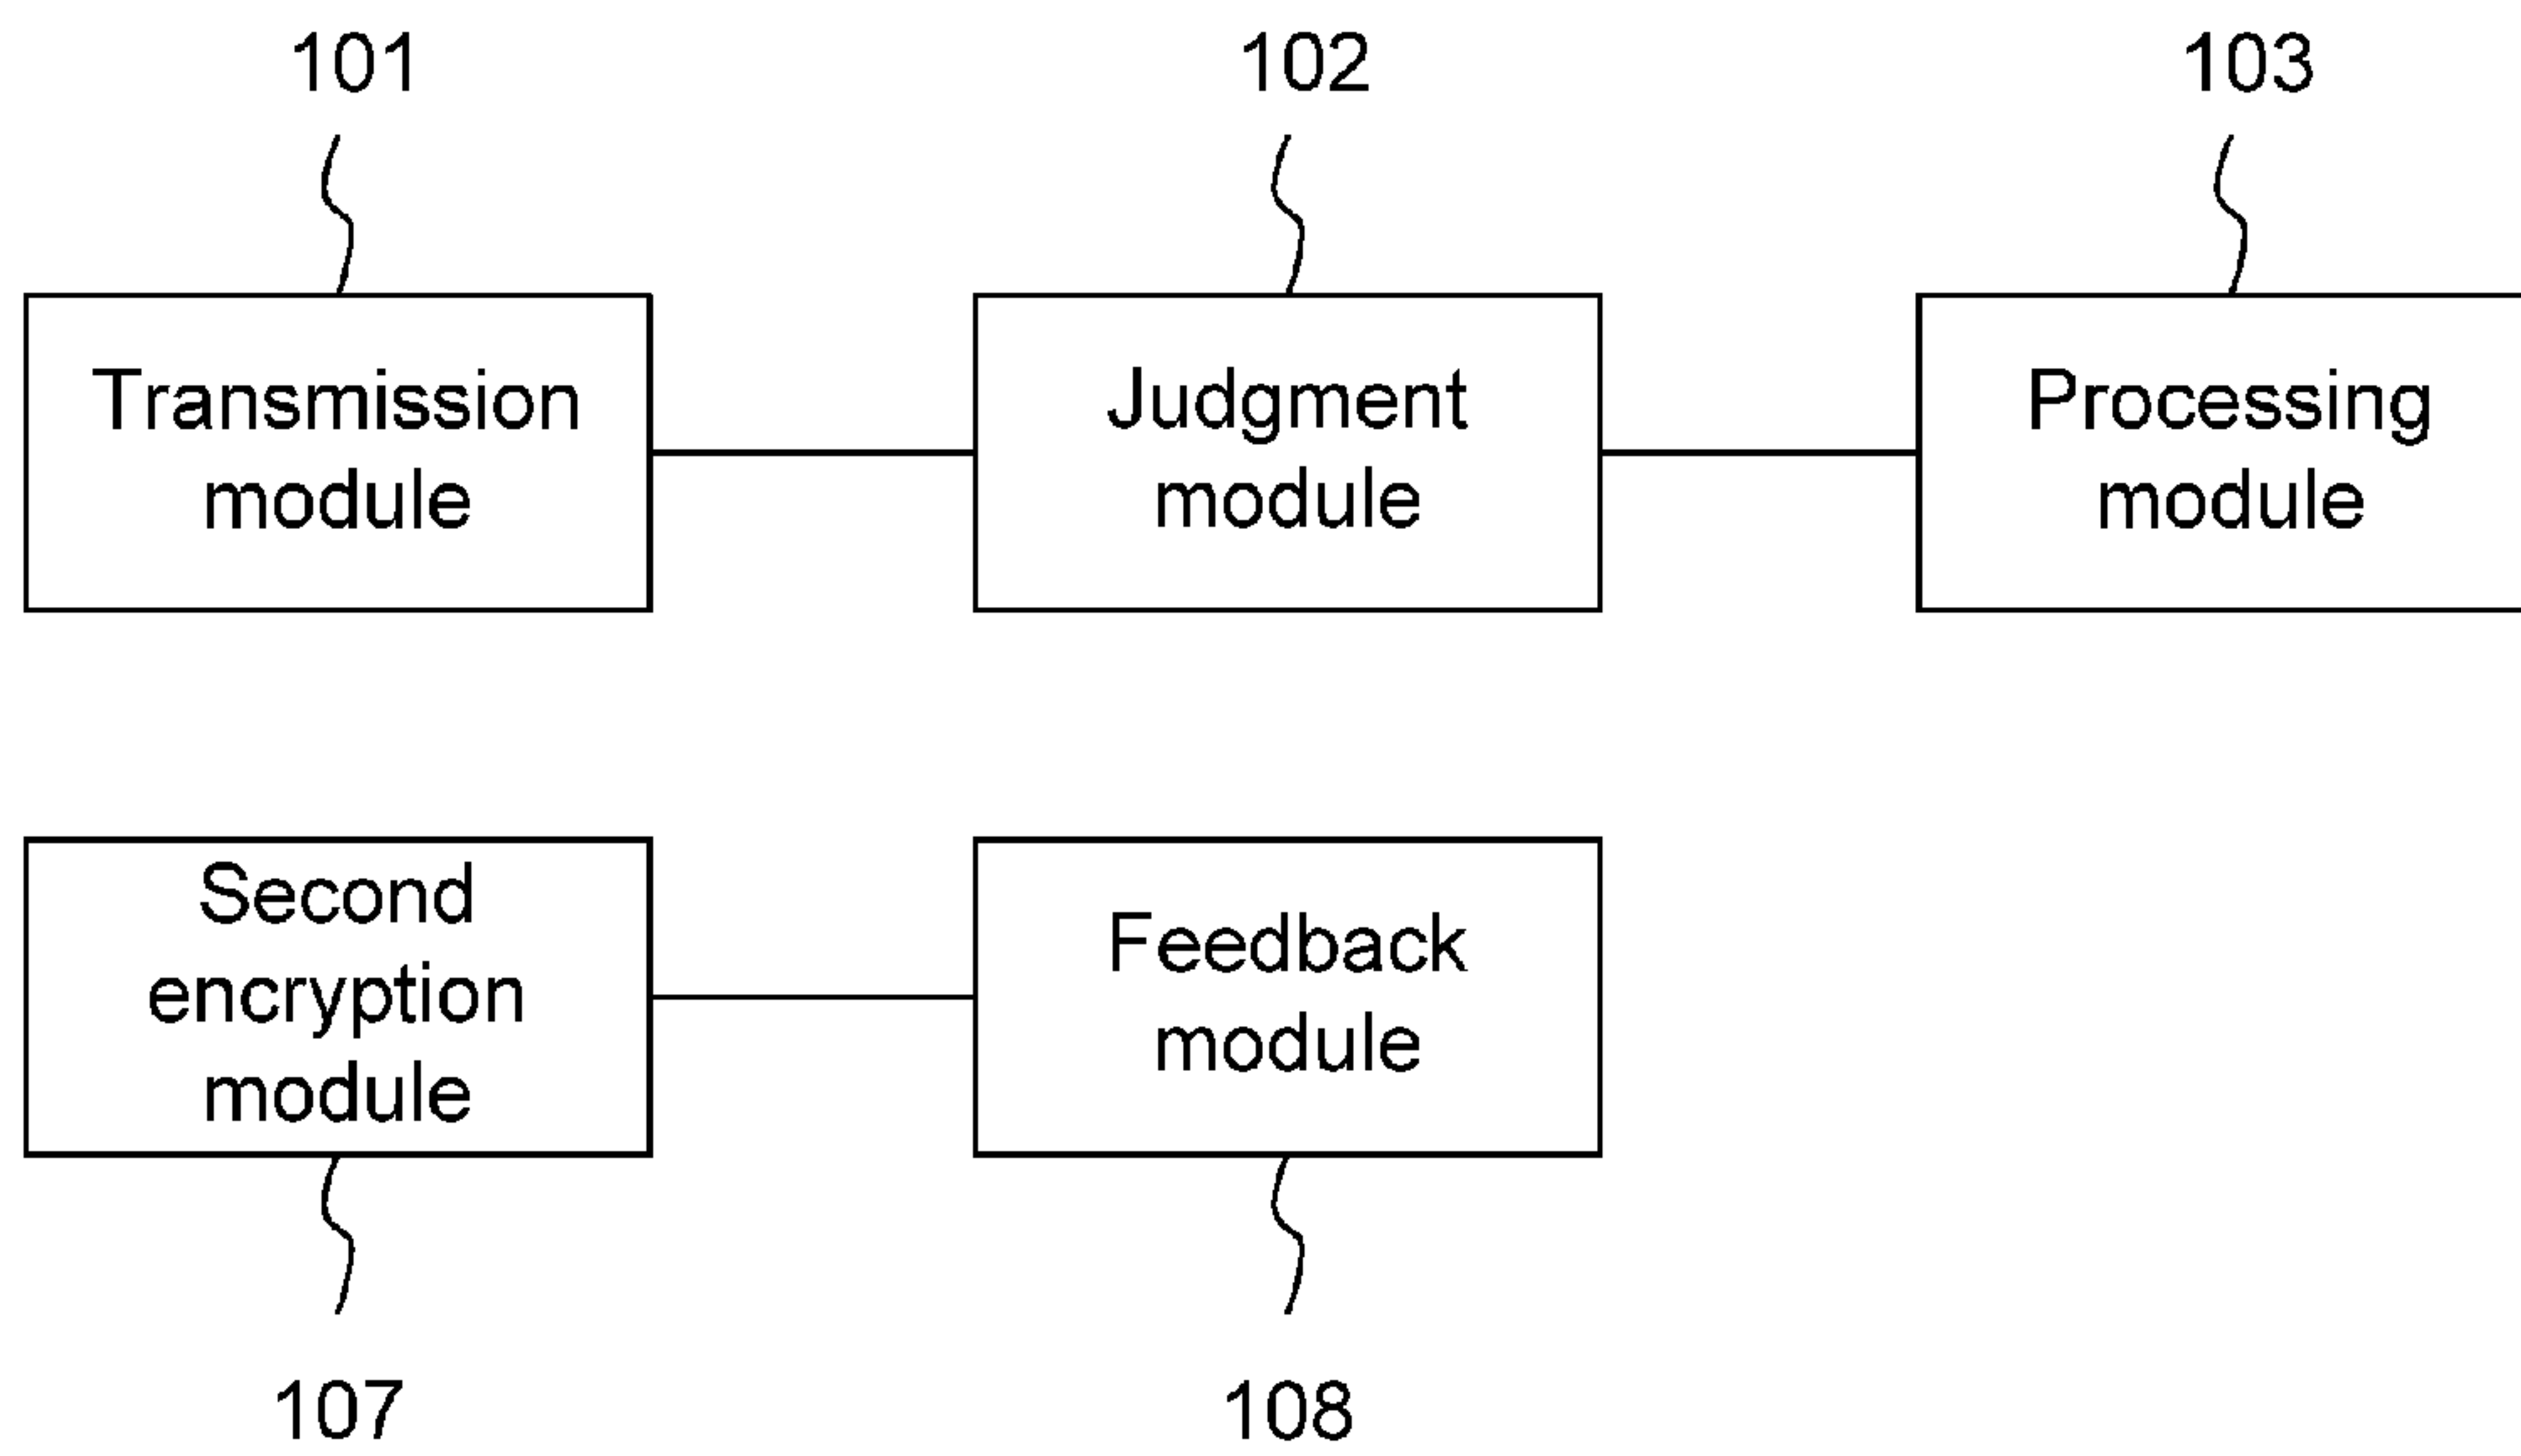 101
102
103
Transmission
module
Judgment
module
Processing
module
Second
encryption
module
Feedback
module
107
108